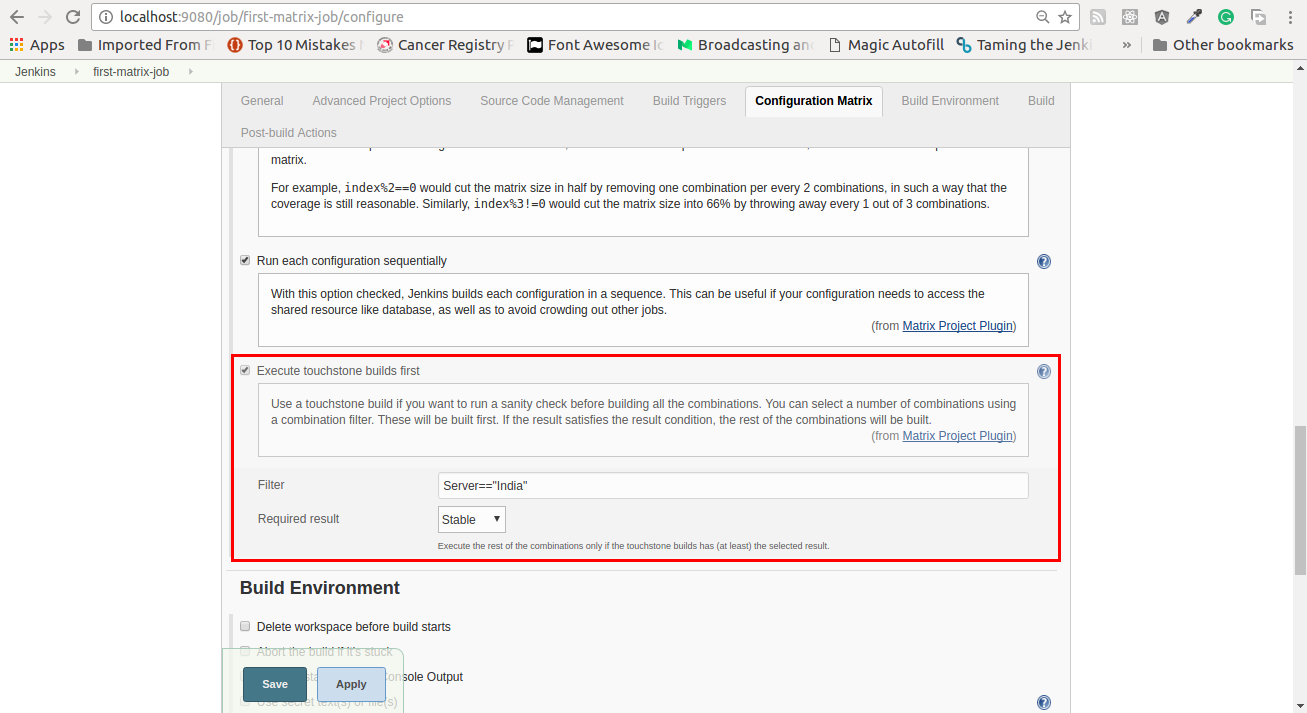 localhost:9080/job/first-matrix-job/configure
Apps Imported From F Top 10 Mistakes Cancer Registry Font Awesome Broadcasting and Magic Autofill Taming the Jenk » Other bookmarks
Jenkins first-matrix-job
General Advanced Project Options Source Code Management Build Triggers Configuration Matrix Build Environment Build
Post-build Actions
matrix.
For example, index%2==0 would cut the matrix size in half by removing one combination per every 2 combinations, in such a way that the
coverage is still reasonable. Similarly, index%3!=0 would cut the matrix size into 66% by throwing away every 1 out of 3 combinations.
Run each configuration sequentially
With this option checked, Jenkins builds each configuration in a sequence. This can be useful if your configuration needs to access the
shared resource like database, as well as to avoid crowding out other jobs.
(from Matrix Project Plugin)
Execute touchstone builds first
Use a touchstone build if you want to run a sanity check before building all the combinations. You can select a number of combinations using
a combination filter. These will be built first. If the result satisfies the result condition, the rest of the combinations will be built.
(from Matrix Project Plugin)
Filter Server=="India"
Required result Stable
Execute the rest of the combinations only if the touchstone builds has (at least) the selected result.
Build Environment
Delete workspace before build starts
Abort the build if it's stuck
Console Output
Save Apply
Use secret text(s) or file(s)